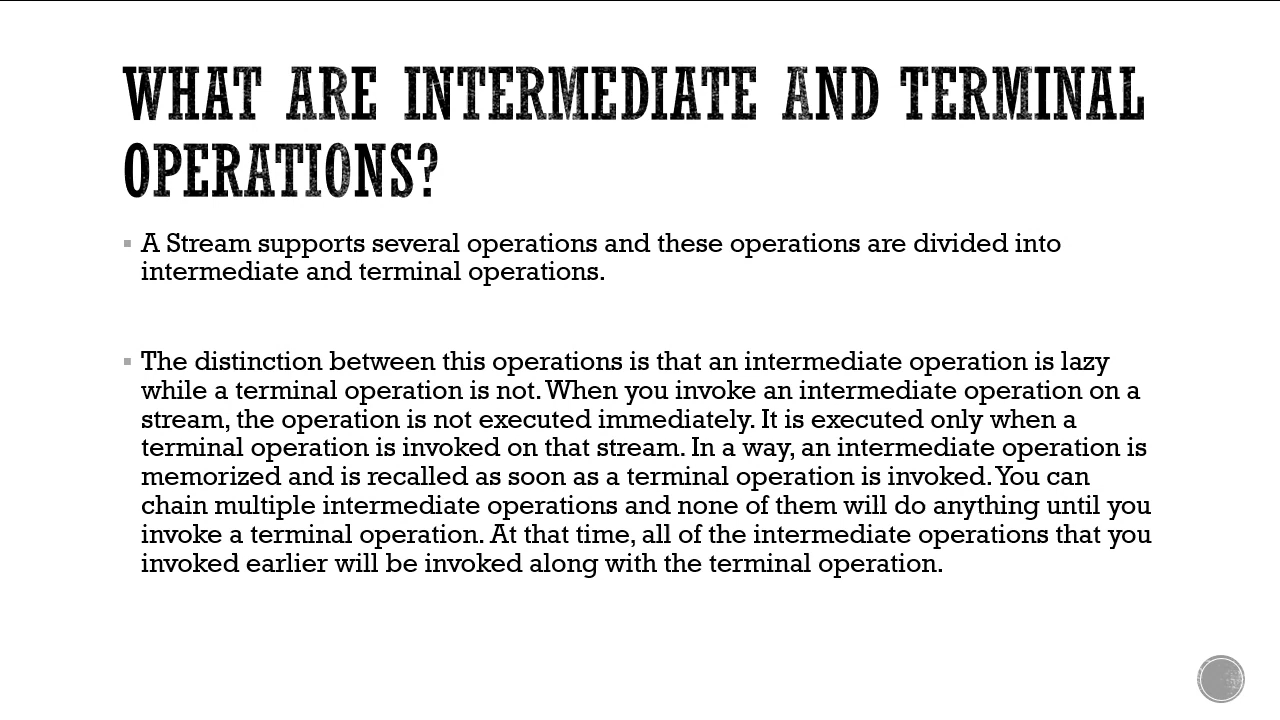 WHAT ARE INTERMEDIATE AND TERMINAL
OPERATIONS?
A Stream supports several operations and these operations are divided into
intermediate and terminal operations.
The distinction between this operations is that an intermediate operation is lazy
while a terminal operation is not. When you invoke an intermediate operation on a
stream, the operation is not executed immediately. It is executed only when a
terminal operation is invoked on that stream. In a way, an intermediate operation is
memorized and is recalled as soon as a terminal operation is invoked. You can
chain multiple intermediate operations and none of them will do anything until you
invoke a terminal operation. At that time, all of the intermediate operations that you
invoked earlier will be invoked along with the terminal operation.